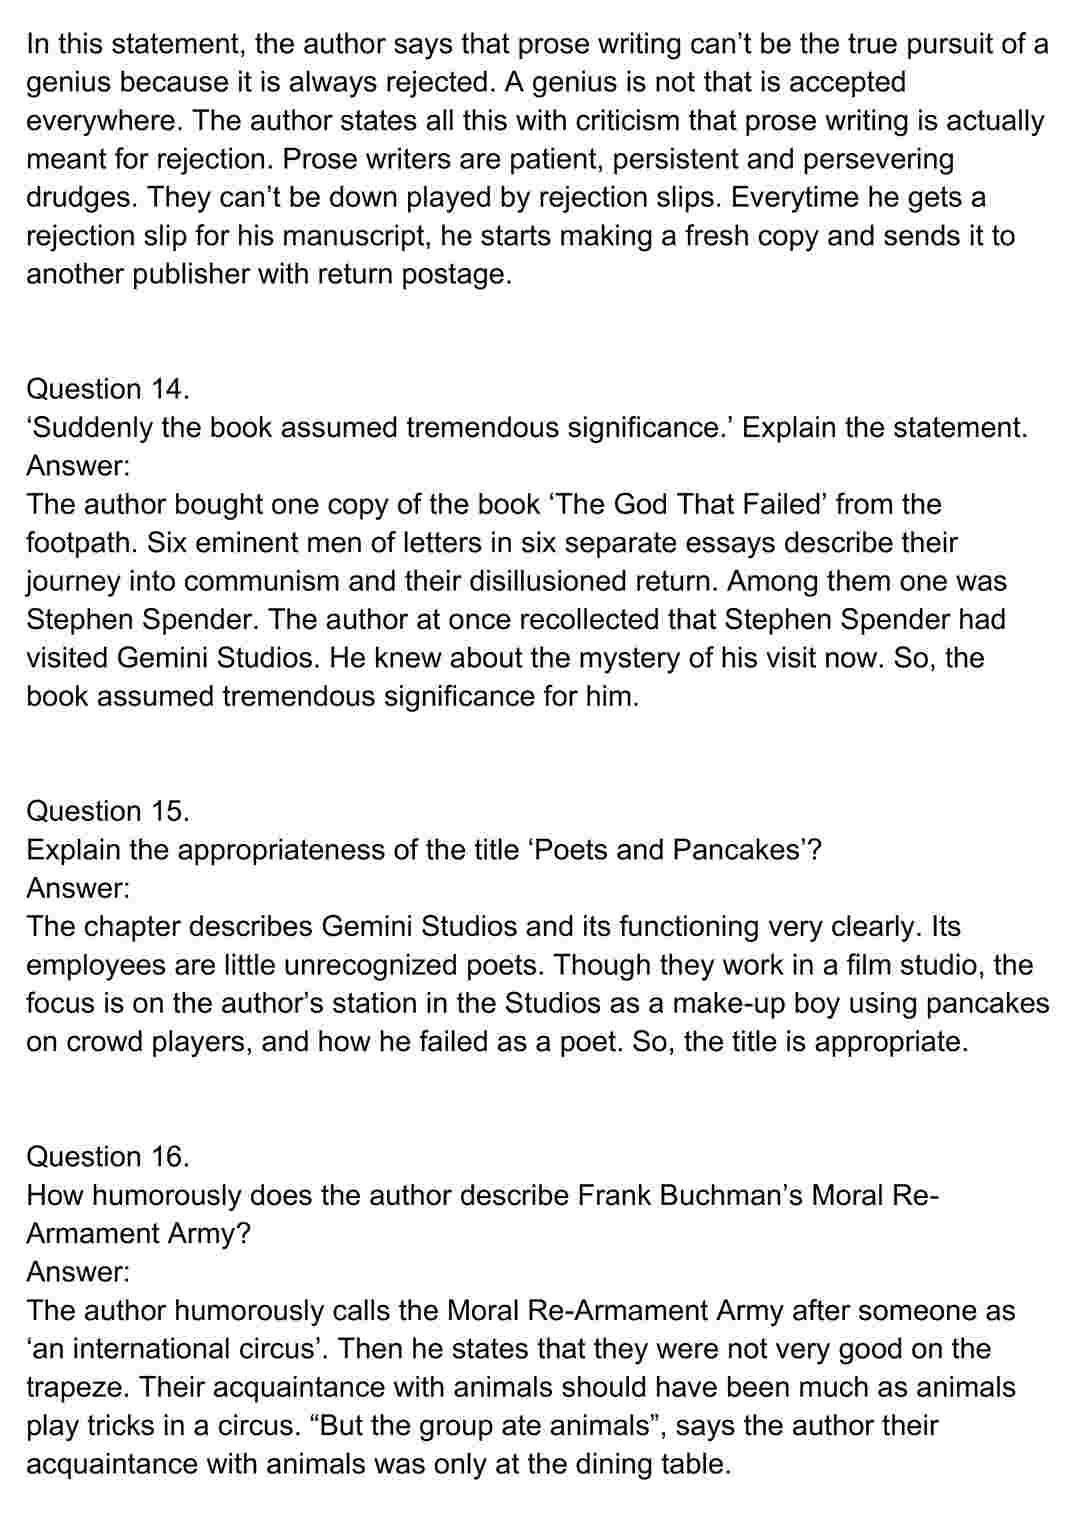 In this statement, the author says that prose writing can’t be the true pursuit of a
genius because it is always rejected. A genius is not that is accepted
everywhere. The author states all this with criticism that prose writing is actually
meant for rejection. Prose writers are patient, persistent and persevering
drudges. They can’t be down played by rejection slips. Everytime he gets a
rejection slip for his manuscript, he starts making a fresh copy and sends it to
another publisher with return postage.
Question 14.
‘Suddenly the book assumed tremendous significance.’ Explain the statement.
Answer:
The author bought one copy of the book ‘The God That Failed’ from the
footpath. Six eminent men of letters in six separate essays describe their
journey into communism and their disillusioned return. Among them one was
Stephen Spender. The author at once recollected that Stephen Spender had
visited Gemini Studios. He knew about the mystery of his visit now. So, the
book assumed tremendous significance for him.
Question 15.
Explain the appropriateness of the title ‘Poets and Pancakes’?
Answer:
The chapter describes Gemini Studios and its functioning very clearly. Its
employees are little unrecognized poets. Though they work in a film studio, the
focus is on the author’s station in the Studios as a make-up boy using pancakes
on crowd players, and how he failed as a poet. So, the title is appropriate.
Question 16.
How humorously does the author describe Frank Buchman’s Moral Re-
Armament Army?
Answer:
The author humorously calls the Moral Re-Armament Army after someone as
‘an international circus’. Then he states that they were not very good on the
trapeze. Their acquaintance with animals should have been much as animals
play tricks in a circus. “But the group ate animals”, says the author their
acquaintance with animals was only at the dining table.